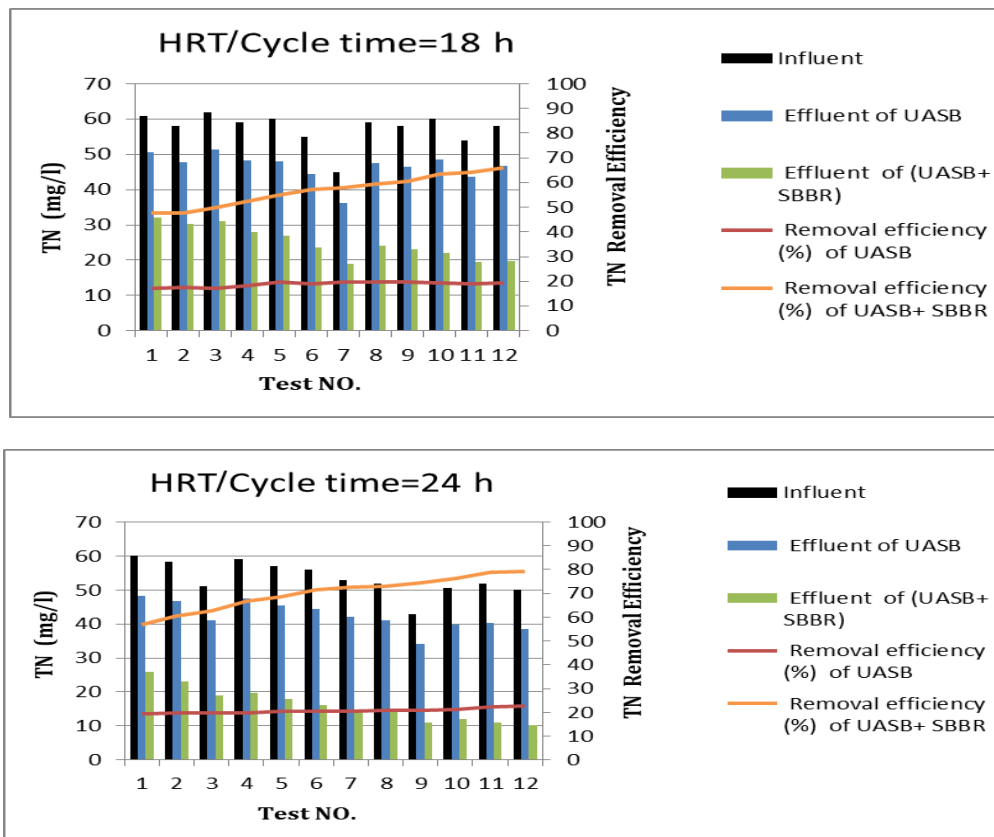 HRT/Cycle time=18 h
TN (mg/l)
70
60
50
40
30
20
10
0
100
90
80
70
60
50
40
30
20
10
0
TN Removal Efficiency
1 2 3 4 5 6 7 8 9 10 11 12
Test NO.
Influent
Effluent of UASB
Effluent of (UASB+
SBBR)
Removal efficiency
(%) of UASB
Removal efficiency
(%) of UASB+ SBBR
HRT/Cycle time=24 h
TN (mg/l)
70
60
50
40
30
20
10
0
100
90
80
70
60
50
40
30
20
10
0
TN Removal Efficiency
1 2 3 4 5 6 7 8 9 10 11 12
Test NO.
Influent
Effluent of UASB
Effluent of (UASB+
SBBR)
Removal efficiency
(%) of UASB
Removal efficiency
(%) of UASB+ SBBR